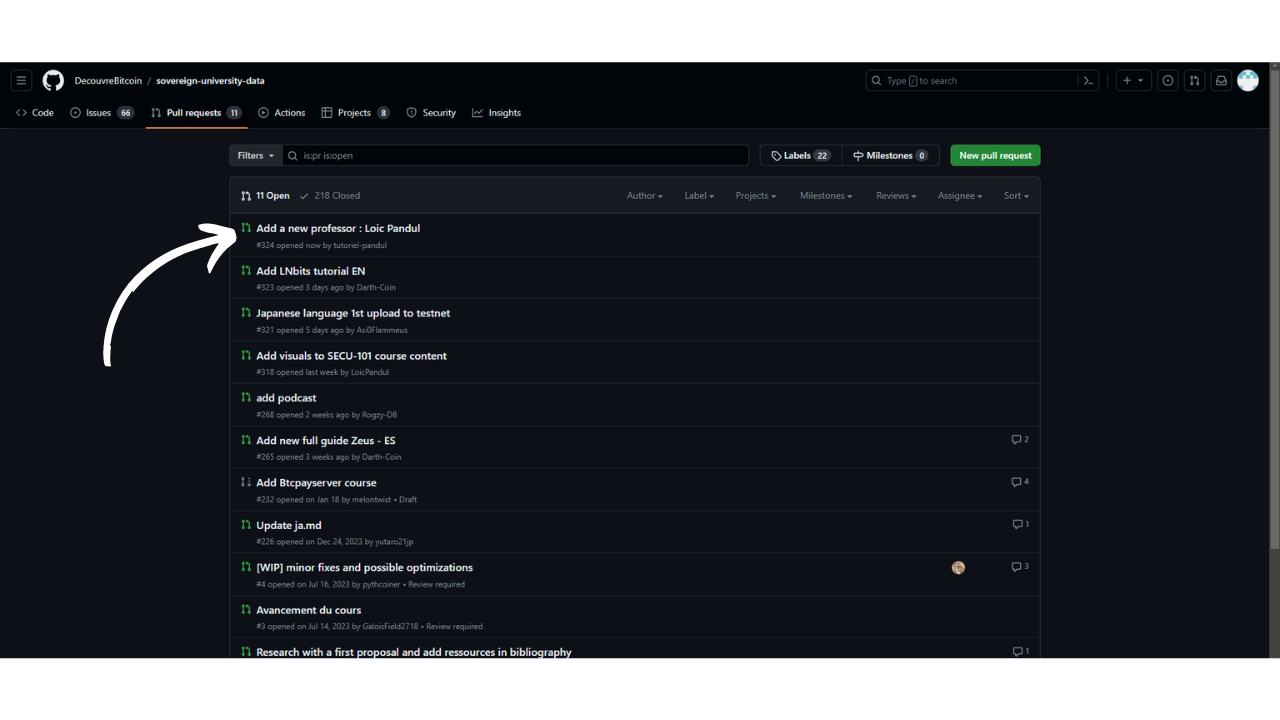 DecouvreBitcoin / sovereign-university-data
Type / to search
Code Issues 66 Pull requests 11 Actions Projects 8 Security Insights
Filters is:pr is:open Labels 22 Milestones 0 New pull request
11 Open 218 Closed Author Label Projects Milestones Reviews Assignee Sort
Add a new professor : Loic Pandul
#324 opened now by tutoriel-pandul
Add LNbits tutorial EN
#323 opened 3 days ago by Darth-Coin
Japanese language 1st upload to testnet
#321 opened 5 days ago by Asi0Flammeus
Add visuals to SECU-101 course content
#318 opened last week by LoicPandul
add podcast
#268 opened 2 weeks ago by Rogzy-DB
Add new full guide Zeus - ES 2
#265 opened 3 weeks ago by Darth-Coin
Add Btcpayserver course 4
#232 opened on Jan 18 by melontwist • Draft
Update ja.md 1
#226 opened on Dec 24, 2023 by yutaro21jp
[WIP] minor fixes and possible optimizations 3
#4 opened on Jul 16, 2023 by pythcoiner • Review required
Avancement du cours
#3 opened on Jul 14, 2023 by GaloisField2718 • Review required
Research with a first proposal and add ressources in bibliography 1